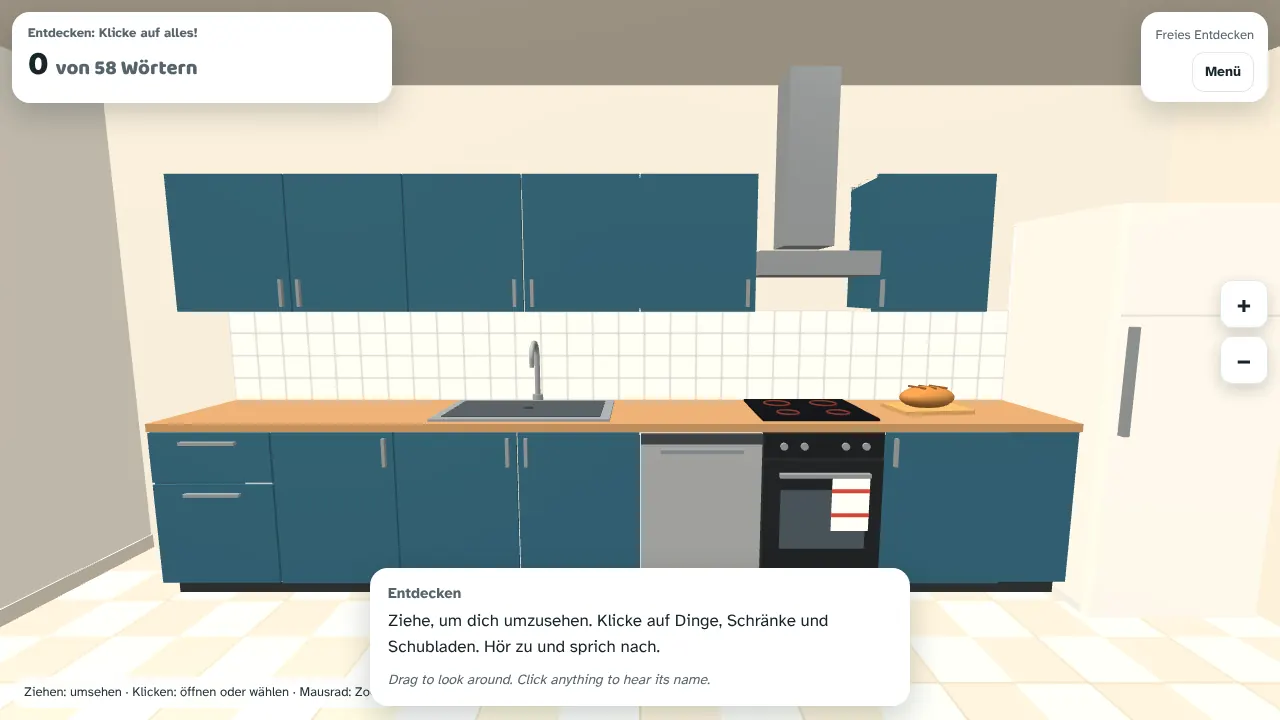 Entdecken: Klicke auf alles!
0 von 58 Wörtern
Freies Entdecken
Menü
+
−
Entdecken
Ziehe, um dich umzusehen. Klicke auf Dinge, Schränke und
Schubladen. Hör zu und sprich nach.
Drag to look around. Click anything to hear its name.
Ziehen: umsehen · Klicken: öffnen oder wählen · Mausrad: Zo